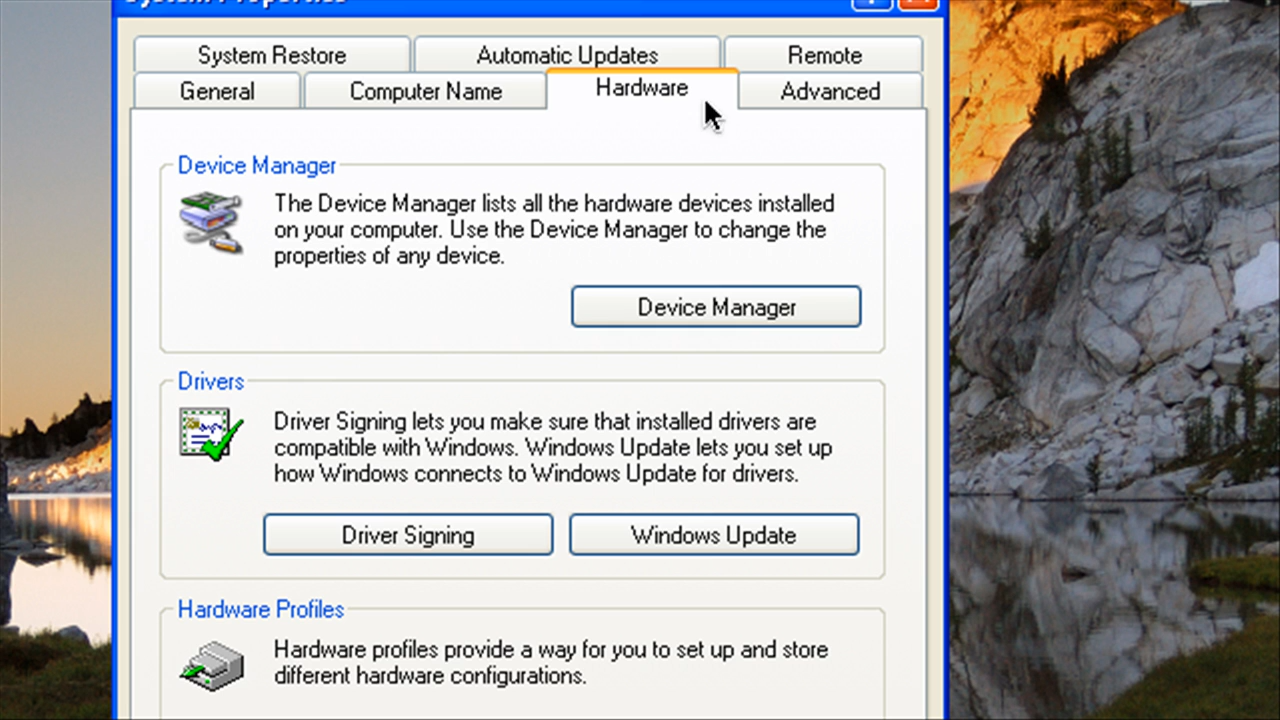 System Properties
System Restore
Automatic Updates
Remote
General
Computer Name
Hardware
Advanced
Device Manager
The Device Manager lists all the hardware devices installed
on your computer. Use the Device Manager to change the
properties of any device.
Device Manager
Drivers
Driver Signing lets you make sure that installed drivers are
compatible with Windows. Windows Update lets you set up
how Windows connects to Windows Update for drivers.
Driver Signing
Windows Update
Hardware Profiles
Hardware profiles provide a way for you to set up and store
different hardware configurations.